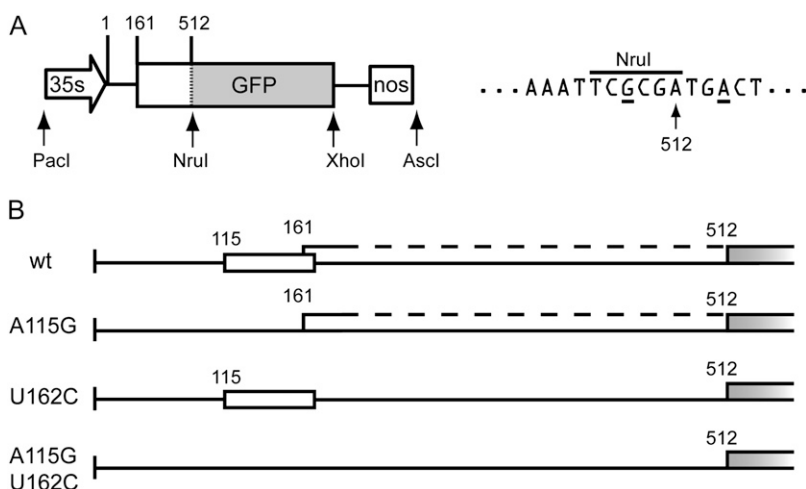 A
1 161 512
35s GFP nos
PacI NruI XhoI AscI
NruI
...AAATTCGCGATGACT...
512
B
115 161 512
wt
161 512
A115G
115 512
U162C
512
A115G
U162C